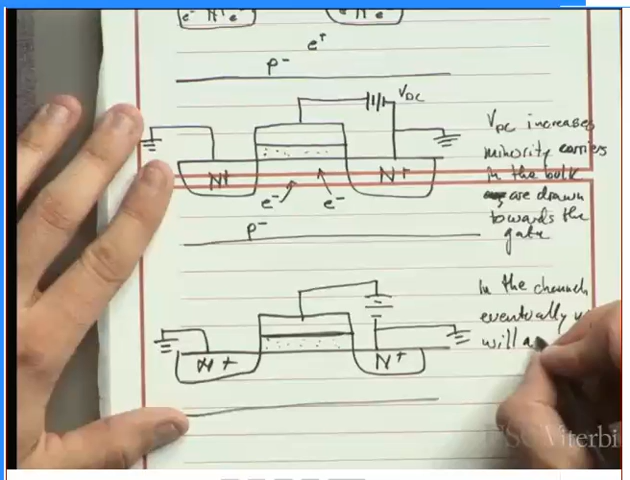 e⁻ N⁺ e⁻
N e⁻
e⁺
p⁻
V_DC
N⁺
N⁺
e⁻
e⁻
p⁻
V_DC increases
minority carriers
in the bulk
are drawn
towards the
gate
In the channel
eventually
will
N+
N+
USC Viterbi